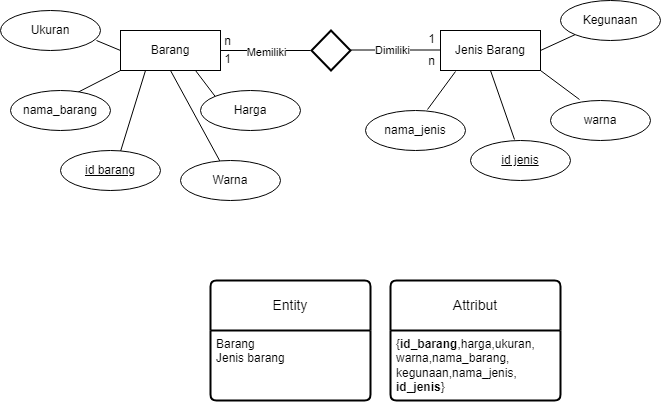 Ukuran
Barang
n
1
Memiliki
Dimiliki
1
n
Jenis Barang
Kegunaan
nama_barang
Harga
nama_jenis
warna
id barang
Warna
id jenis
Entity
Barang
Jenis barang
Attribut
{id_barang,harga,ukuran,
warna,nama_barang,
kegunaan,nama_jenis,
id_jenis}